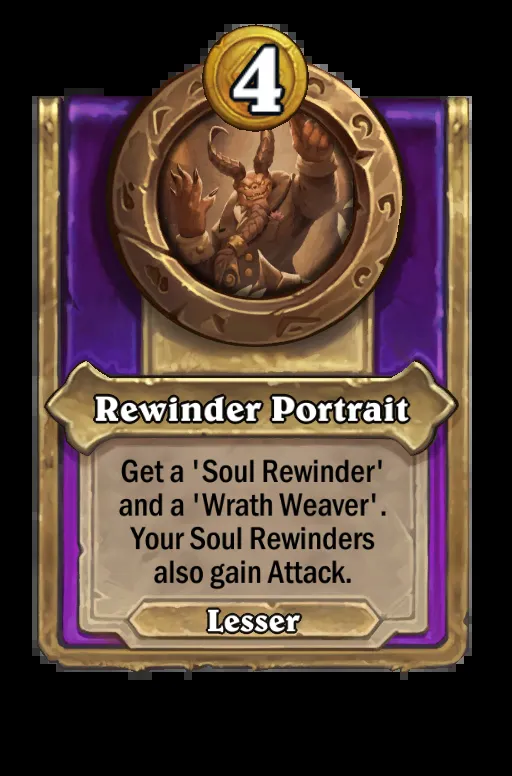 4
Rewinder Portrait
Get a 'Soul Rewinder'
and a 'Wrath Weaver'.
Your Soul Rewinders
also gain Attack.
Lesser